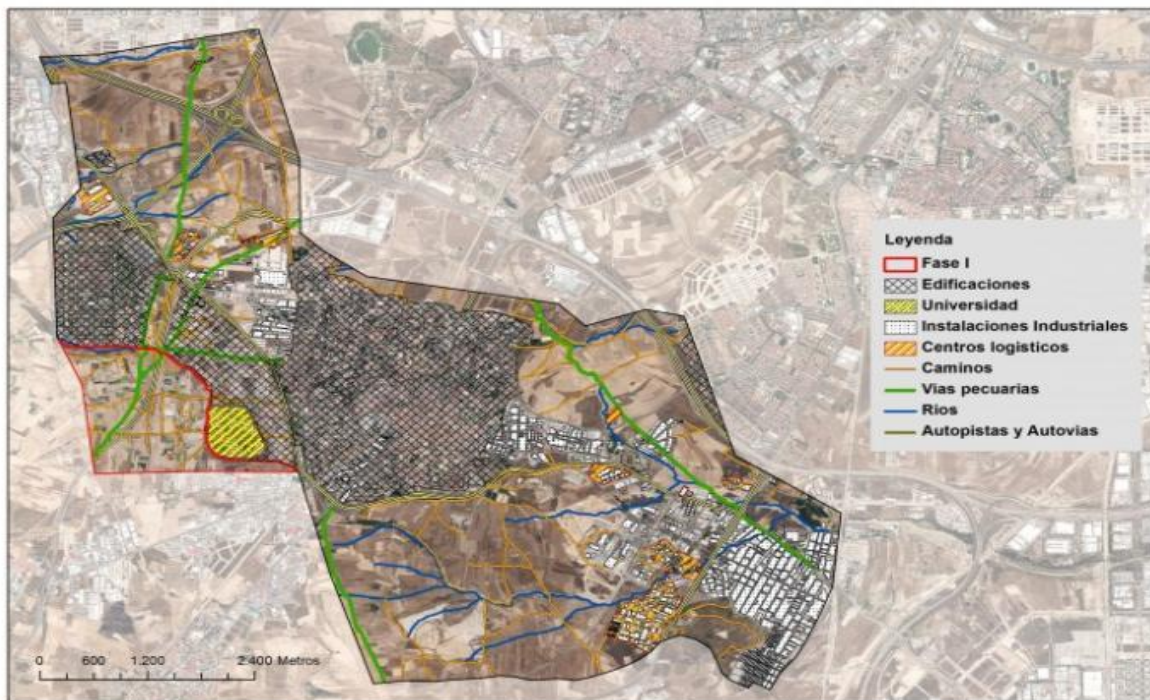 Leyenda
Fase I
Edificaciones
Universidad
Instalaciones Industriales
Centros logisticos
Caminos
Vias pecuarias
Rios
Autopistas y Autovias
0 600 1.200 2.400 Metros